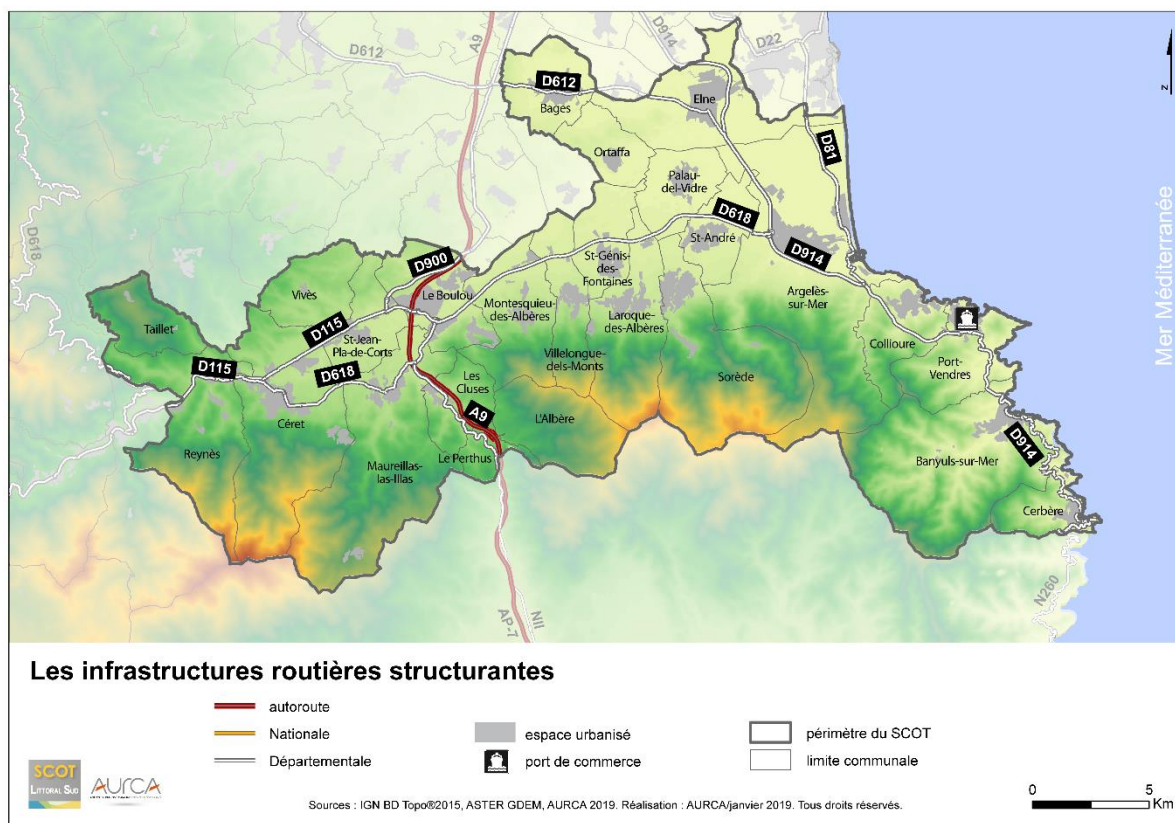 D612
A9
D914
D22
z
D612
Elne
Bages
D81
Ortaffa
Palau-
del-Vidre
Mer Méditerranée
D618
D618
St-André
D900
D914
St-Génis-
des-
Fontaines
Vivès
Le Boulou
Argelès-
sur-Mer
Montesquieu-
des-Albères
Laroque-
des-Albères
Taillet
D115
St-Jean-
Pla-de-Corts
Collioure
Villelongue-
dels-Monts
Port-
Vendres
D115
D618
Les
Cluses
Sorède
A9
L'Albère
Céret
D914
Reynès
Le Perthus
Maureillas-
las-Illas
Banyuls-sur-Mer
Cerbère
N260
AP-7
NII
Les infrastructures routières structurantes
autoroute
Nationale
Départementale
espace urbanisé
port de commerce
périmètre du SCOT
limite communale
SCOT
LITTORAL SUD
AURCA
Sources : IGN BD Topo®2015, ASTER GDEM, AURCA 2019. Réalisation : AURCA/janvier 2019. Tous droits réservés.
0 5
Km